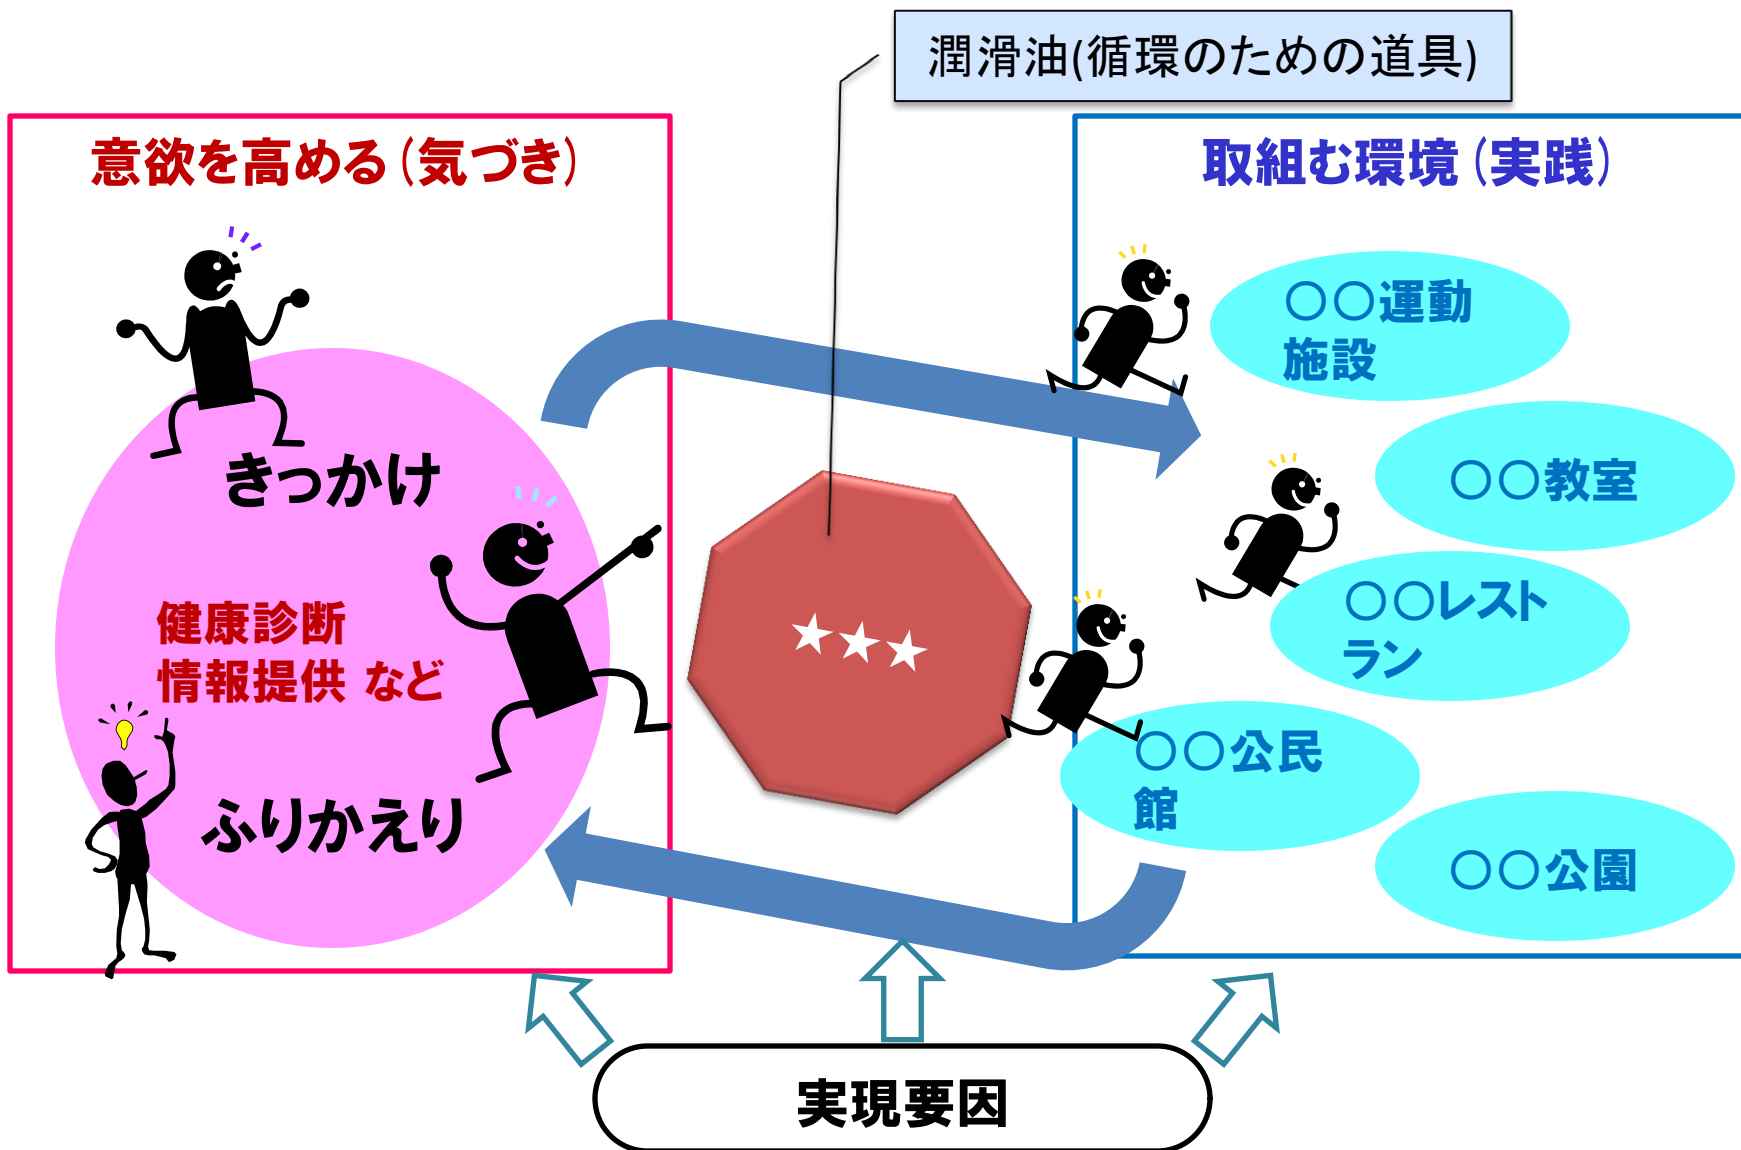 潤滑油(循環のための道具)
意欲を高める（気づき）
取組む環境（実践）
きっかけ
健康診断
情報提供 など
ふりかえり
★★★
〇〇運動
施設
〇〇教室
〇〇レスト
ラン
〇〇公民
館
〇〇公園
実現要因